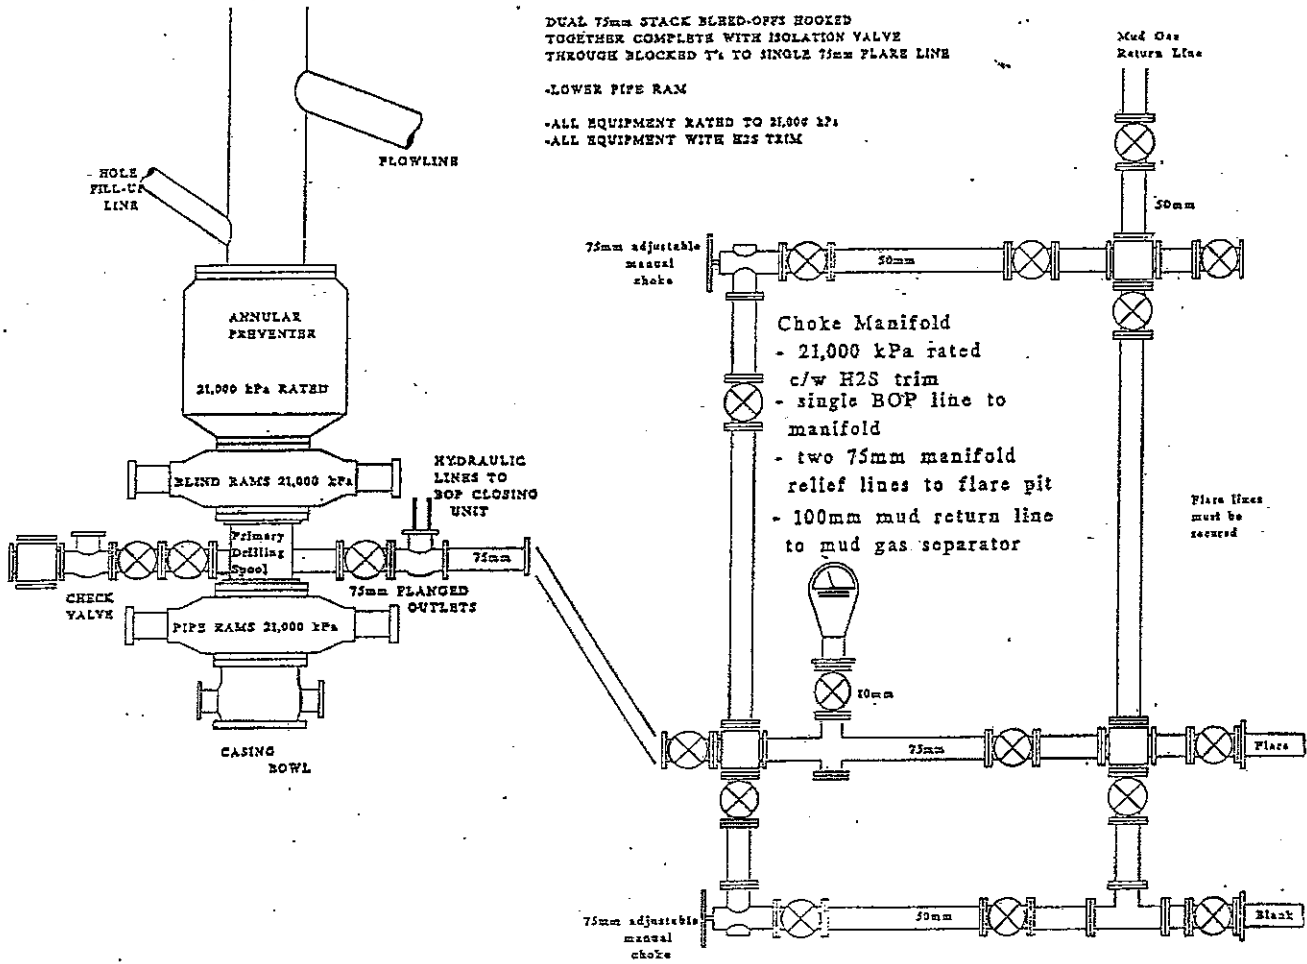 DUAL 75mm STACK BLEED-OFFS HOOKED
TOGETHER COMPLETE WITH ISOLATION VALVE
THROUGH BLOCKED T's TO SINGLE 75mm FLARE LINE
-LOWER PIPE RAM
-ALL EQUIPMENT RATED TO 21,000 kPa
-ALL EQUIPMENT WITH H2S TRIM
Mud Gas
Return Line
FLOWLINE
HOLE
FILL-UP
LINE
50mm
75mm adjustable
manual
choke
50mm
ANNULAR
PREVENTER
21,000 kPa RATED
Choke Manifold
- 21,000 kPa rated
c/w H2S trim
- single BOP line to
manifold
- two 75mm manifold
relief lines to flare pit
- 100mm mud return line
to mud gas separator
BLIND RAMS 21,000 kPa
HYDRAULIC
LINES TO
BOP CLOSING
UNIT
Flare lines
must be
secured
Primary
Drilling
Spool
75mm
CHECK
VALVE
75mm FLANGED
OUTLETS
PIPE RAMS 21,000 kPa
CASING
BOWL
10mm
75mm
Flare
75mm adjustable
manual
choke
50mm
Blank